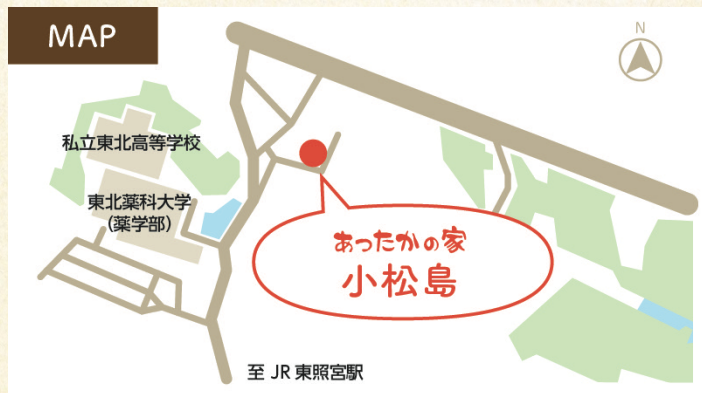 MAP
N
私立東北高等学校
東北薬科大学
(薬学部)
あったかの家
小松島
至 JR 東照宮駅